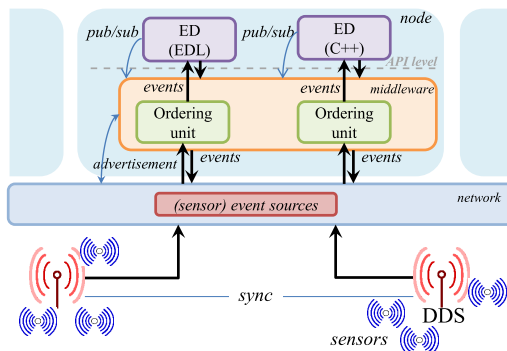 node
pub/sub
ED
(EDL)
pub/sub
ED
(C++)
API level
events
events
middleware
Ordering
unit
Ordering
unit
advertisement
events
events
network
(sensor) event sources
sync
DDS
sensors